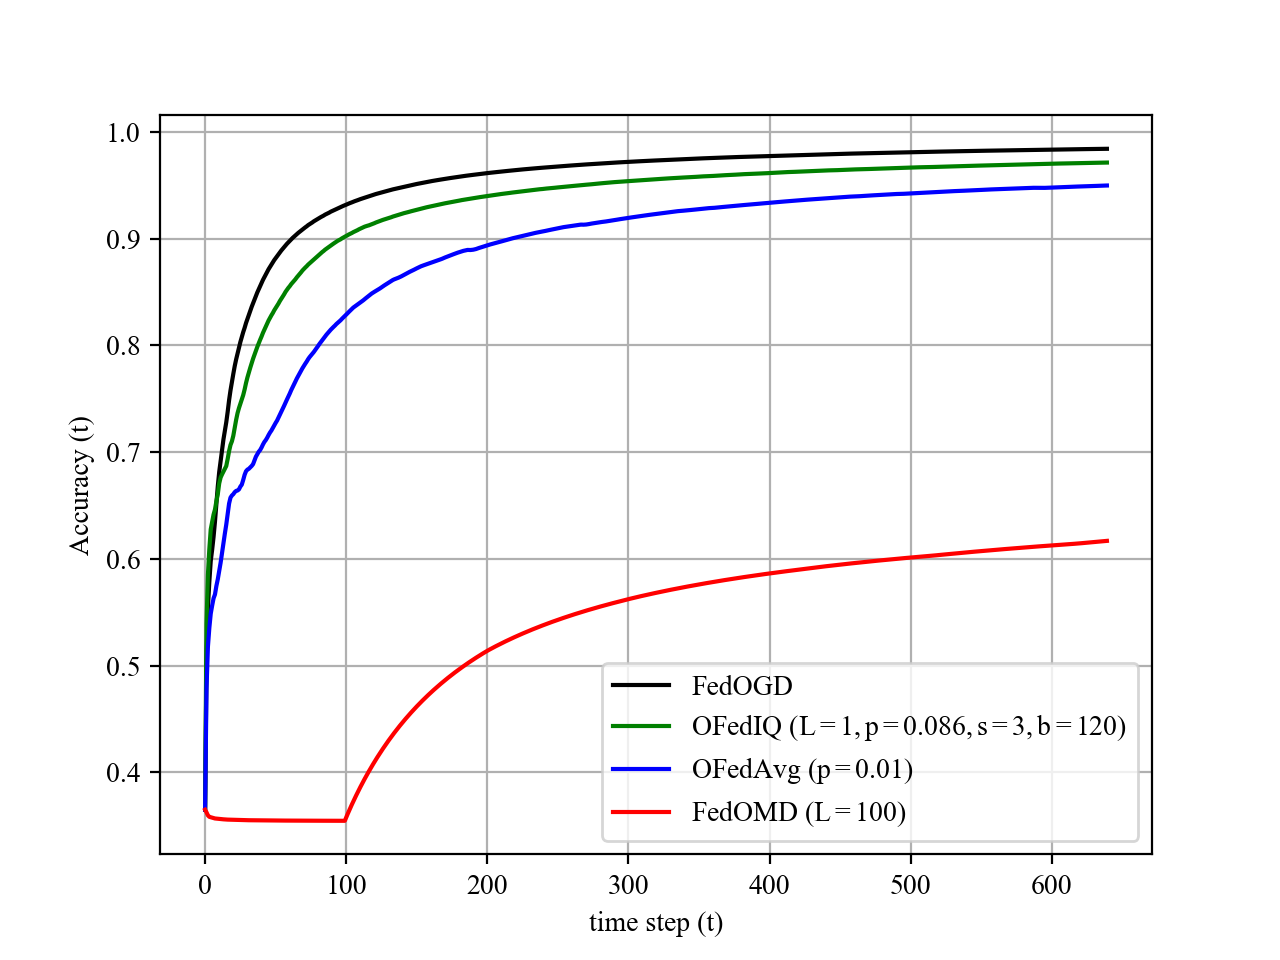 1.0
0.9
0.8
0.7
0.6
0.5
0.4
Accuracy (t)
0 100 200 300 400 500 600
time step (t)
FedOGD
OFedIQ (L = 1, p = 0.086, s = 3, b = 120)
OFedAvg (p = 0.01)
FedOMD (L = 100)